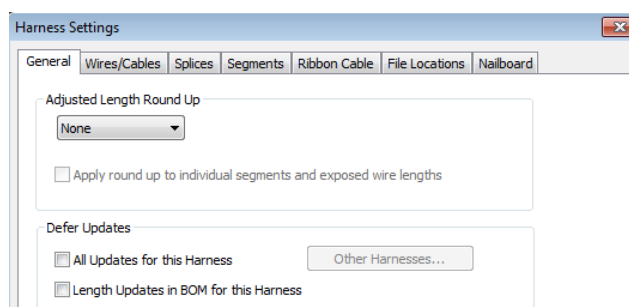 Harness Settings
General Wires/Cables Splices Segments Ribbon Cable File Locations Nailboard
Adjusted Length Round Up
None
Apply round up to individual segments and exposed wire lengths
Defer Updates
All Updates for this Harness Other Harnesses...
Length Updates in BOM for this Harness